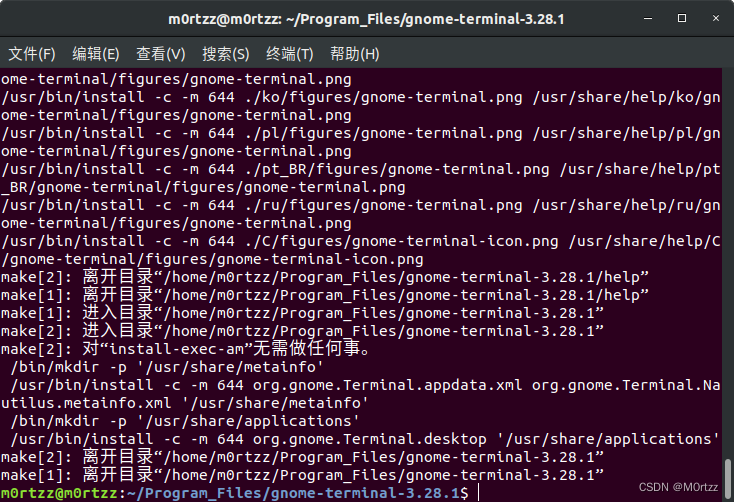 m0rtzz@m0rtzz: ~/Program_Files/gnome-terminal-3.28.1
文件(F) 编辑(E) 查看(V) 搜索(S) 终端(T) 帮助(H)
ome-terminal/figures/gnome-terminal.png
/usr/bin/install -c -m 644 ./ko/figures/gnome-terminal.png /usr/share/help/ko/gn
ome-terminal/figures/gnome-terminal.png
/usr/bin/install -c -m 644 ./pl/figures/gnome-terminal.png /usr/share/help/pl/gn
ome-terminal/figures/gnome-terminal.png
/usr/bin/install -c -m 644 ./pt_BR/figures/gnome-terminal.png /usr/share/help/pt
_BR/gnome-terminal/figures/gnome-terminal.png
/usr/bin/install -c -m 644 ./ru/figures/gnome-terminal.png /usr/share/help/ru/gn
ome-terminal/figures/gnome-terminal.png
/usr/bin/install -c -m 644 ./C/figures/gnome-terminal-icon.png /usr/share/help/C
/gnome-terminal/figures/gnome-terminal-icon.png
make[2]: 离开目录“/home/m0rtzz/Program_Files/gnome-terminal-3.28.1/help”
make[1]: 离开目录“/home/m0rtzz/Program_Files/gnome-terminal-3.28.1/help”
make[1]: 进入目录“/home/m0rtzz/Program_Files/gnome-terminal-3.28.1”
make[2]: 进入目录“/home/m0rtzz/Program_Files/gnome-terminal-3.28.1”
make[2]: 对“install-exec-am”无需做任何事。
/bin/mkdir -p '/usr/share/metainfo'
/usr/bin/install -c -m 644 org.gnome.Terminal.appdata.xml org.gnome.Terminal.Na
utilus.metainfo.xml '/usr/share/metainfo'
/bin/mkdir -p '/usr/share/applications'
/usr/bin/install -c -m 644 org.gnome.Terminal.desktop '/usr/share/applications'
make[2]: 离开目录“/home/m0rtzz/Program_Files/gnome-terminal-3.28.1”
make[1]: 离开目录“/home/m0rtzz/Program_Files/gnome-terminal-3.28.1”
m0rtzz@m0rtzz:~/Program_Files/gnome-terminal-3.28.1$
CSDN @M0rtzz